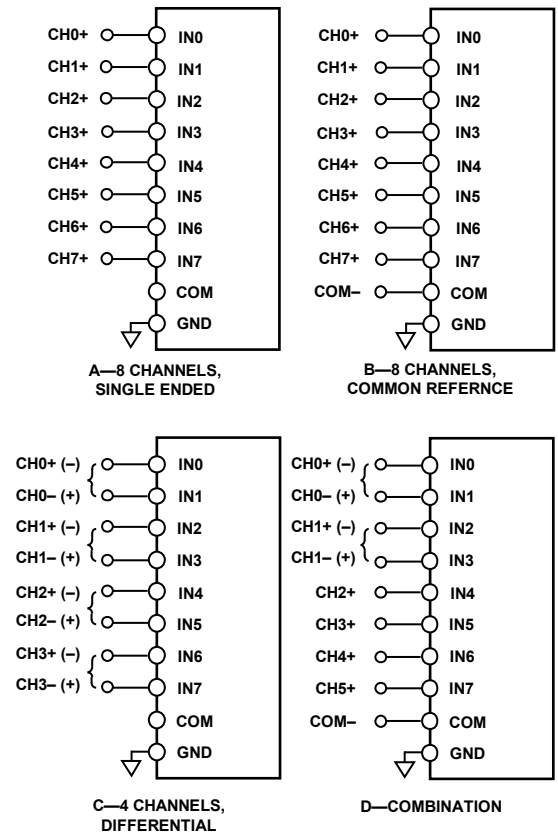 CH0+ IN0
CH1+ IN1
CH2+ IN2
CH3+ IN3
CH4+ IN4
CH5+ IN5
CH6+ IN6
CH7+ IN7
COM
GND
A—8 CHANNELS,
SINGLE ENDED
CH0+ IN0
CH1+ IN1
CH2+ IN2
CH3+ IN3
CH4+ IN4
CH5+ IN5
CH6+ IN6
CH7+ IN7
COM– COM
GND
B—8 CHANNELS,
COMMON REFERNCE
CH0+ (–) IN0
CH0– (+) IN1
CH1+ (–) IN2
CH1– (+) IN3
CH2+ (–) IN4
CH2– (+) IN5
CH3+ (–) IN6
CH3– (+) IN7
COM
GND
C—4 CHANNELS,
DIFFERENTIAL
CH0+ (–) IN0
CH0– (+) IN1
CH1+ (–) IN2
CH1– (+) IN3
CH2+ IN4
CH3+ IN5
CH4+ IN6
CH5+ IN7
COM– COM
GND
D—COMBINATION